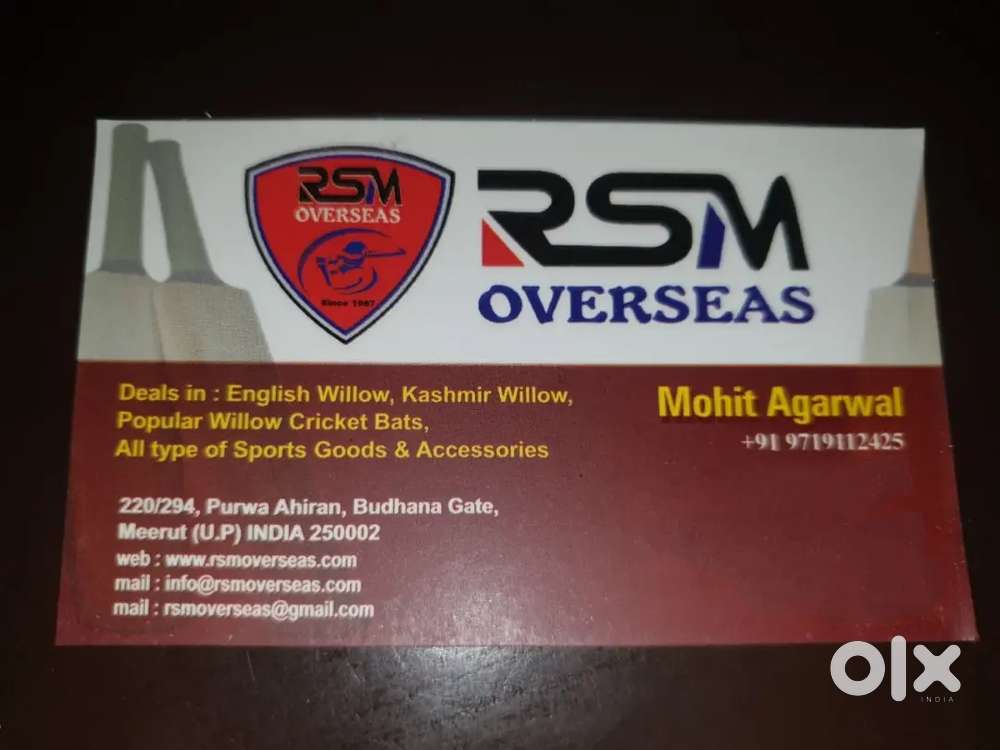 RSM
OVERSEAS
Since 1987
RSM
OVERSEAS
Deals in : English Willow, Kashmir Willow,
Popular Willow Cricket Bats,
All type of Sports Goods & Accessories
Mohit Agarwal
+91 9719112425
220/294, Purwa Ahiran, Budhana Gate,
Meerut (U.P) INDIA 250002
web : www.rsmoverseas.com
mail : info@rsmoverseas.com
mail : rsmoverseas@gmail.com
olx
INDIA